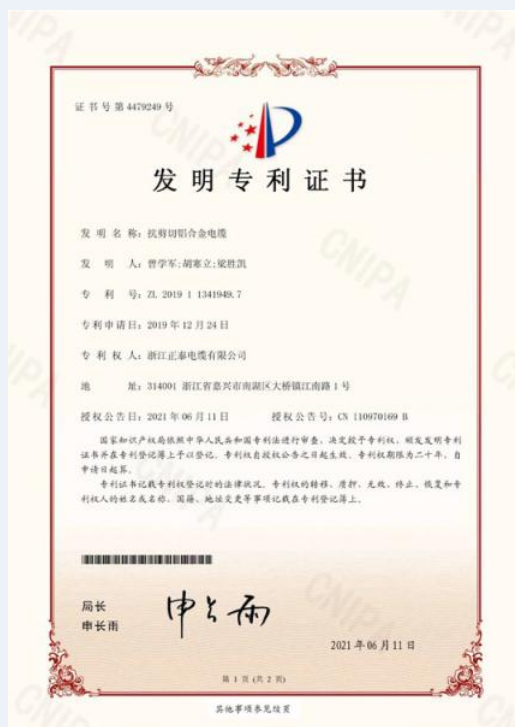 证书号第4479249号
发明专利证书
发明名称：抗剪切铝合金电缆
发明人：曾学军;胡寒立;梁胜凯
专利号：ZL 2019 1 1341949.7
专利申请日：2019年12月24日
专利权人：浙江正泰电缆有限公司
地址：314001 浙江省嘉兴市南湖区大桥镇江南路1号
授权公告日：2021年06月11日 授权公告号：CN 110970169 B
国家知识产权局依照中华人民共和国专利法进行审查，决定授予专利权，颁发发明专利
证书并在专利登记簿上予以登记。专利权自授权公告之日起生效。专利权期限为二十年，自
申请日起算。
专利证书记载专利权登记时的法律状况。专利权的转移、质押、无效、终止、恢复和专
利权人的姓名或名称、国籍、地址变更等事项记载在专利登记簿上。
局长
申长雨
申长雨
2021年06月11日
第 1 页 (共 2 页)
其他事项参见续页
CNIPA
CNIPA
CNIPA
CNIPA